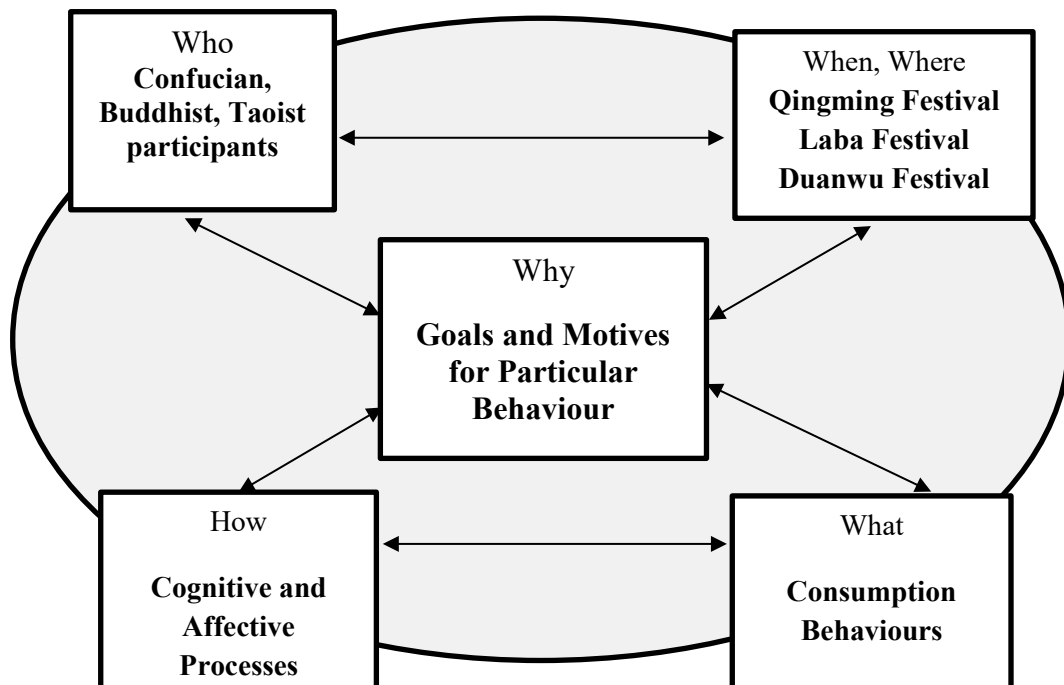 Who
Confucian,
Buddhist, Taoist
participants
When, Where
Qingming Festival
Laba Festival
Duanwu Festival
Why
Goals and Motives
for Particular
Behaviour
How
Cognitive and
Affective
Processes
What
Consumption
Behaviours